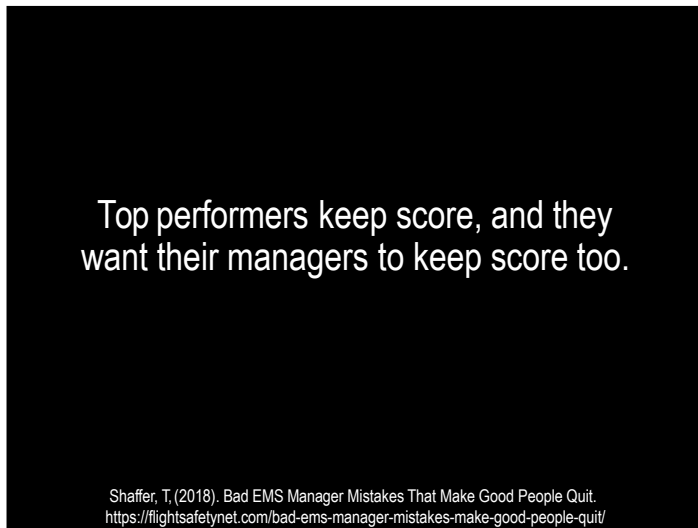 Top performers keep score, and they
want their managers to keep score too.
Shaffer, T, (2018). Bad EMS Manager Mistakes That Make Good People Quit.
https://flightsafetynet.com/bad-ems-manager-mistakes-make-good-people-quit/